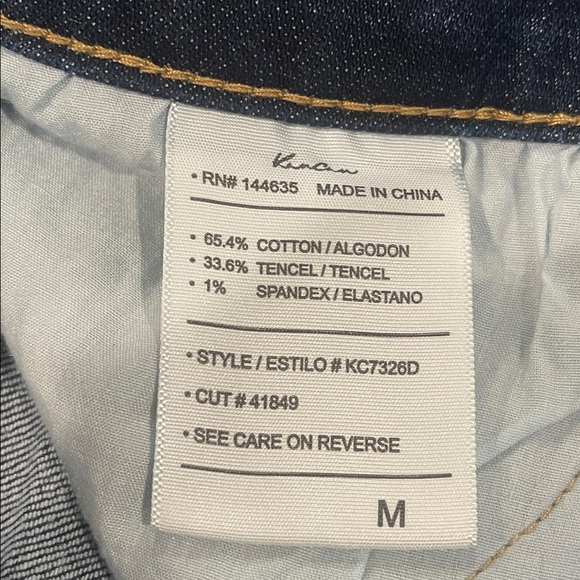 KanCan
• RN# 144635 MADE IN CHINA
• 65.4% COTTON / ALGODON
• 33.6% TENCEL / TENCEL
• 1% SPANDEX / ELASTANO
• STYLE / ESTILO # KC7326D
• CUT # 41849
• SEE CARE ON REVERSE
M